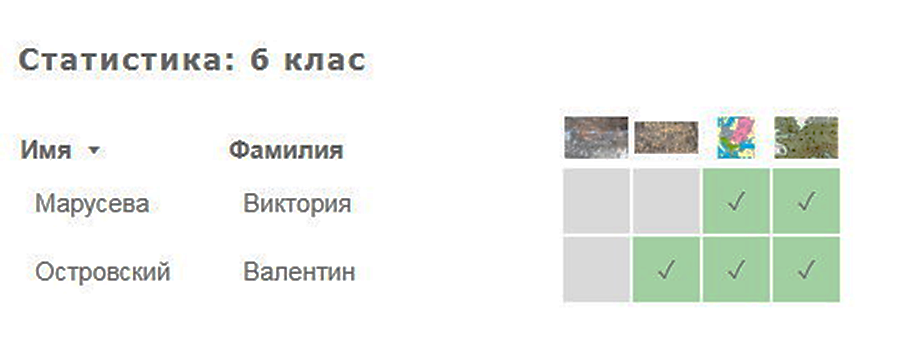 Статистика: 6 клас
Имя Фамилия
Марусева Виктория
Островский Валентин